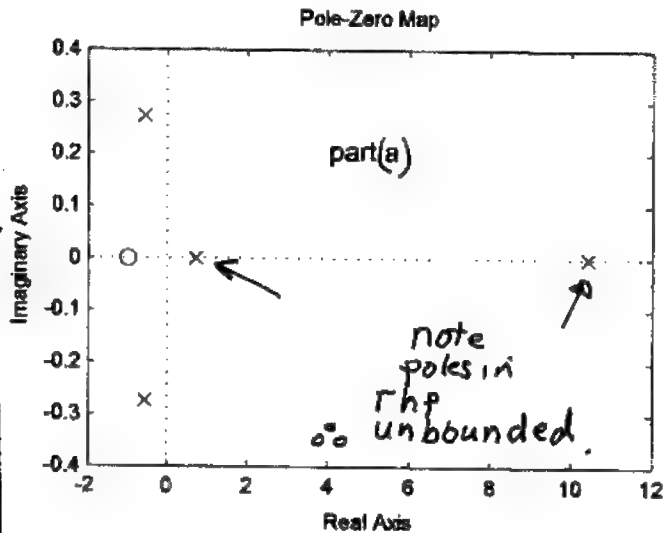 Pole-Zero Map
0.4
0.3
0.2
0.1
0
-0.1
-0.2
-0.3
-0.4
Imaginary Axis
part(a)
note
poles in
rhp
∴ unbounded.
-2
0
2
4
6
8
10
12
Real Axis